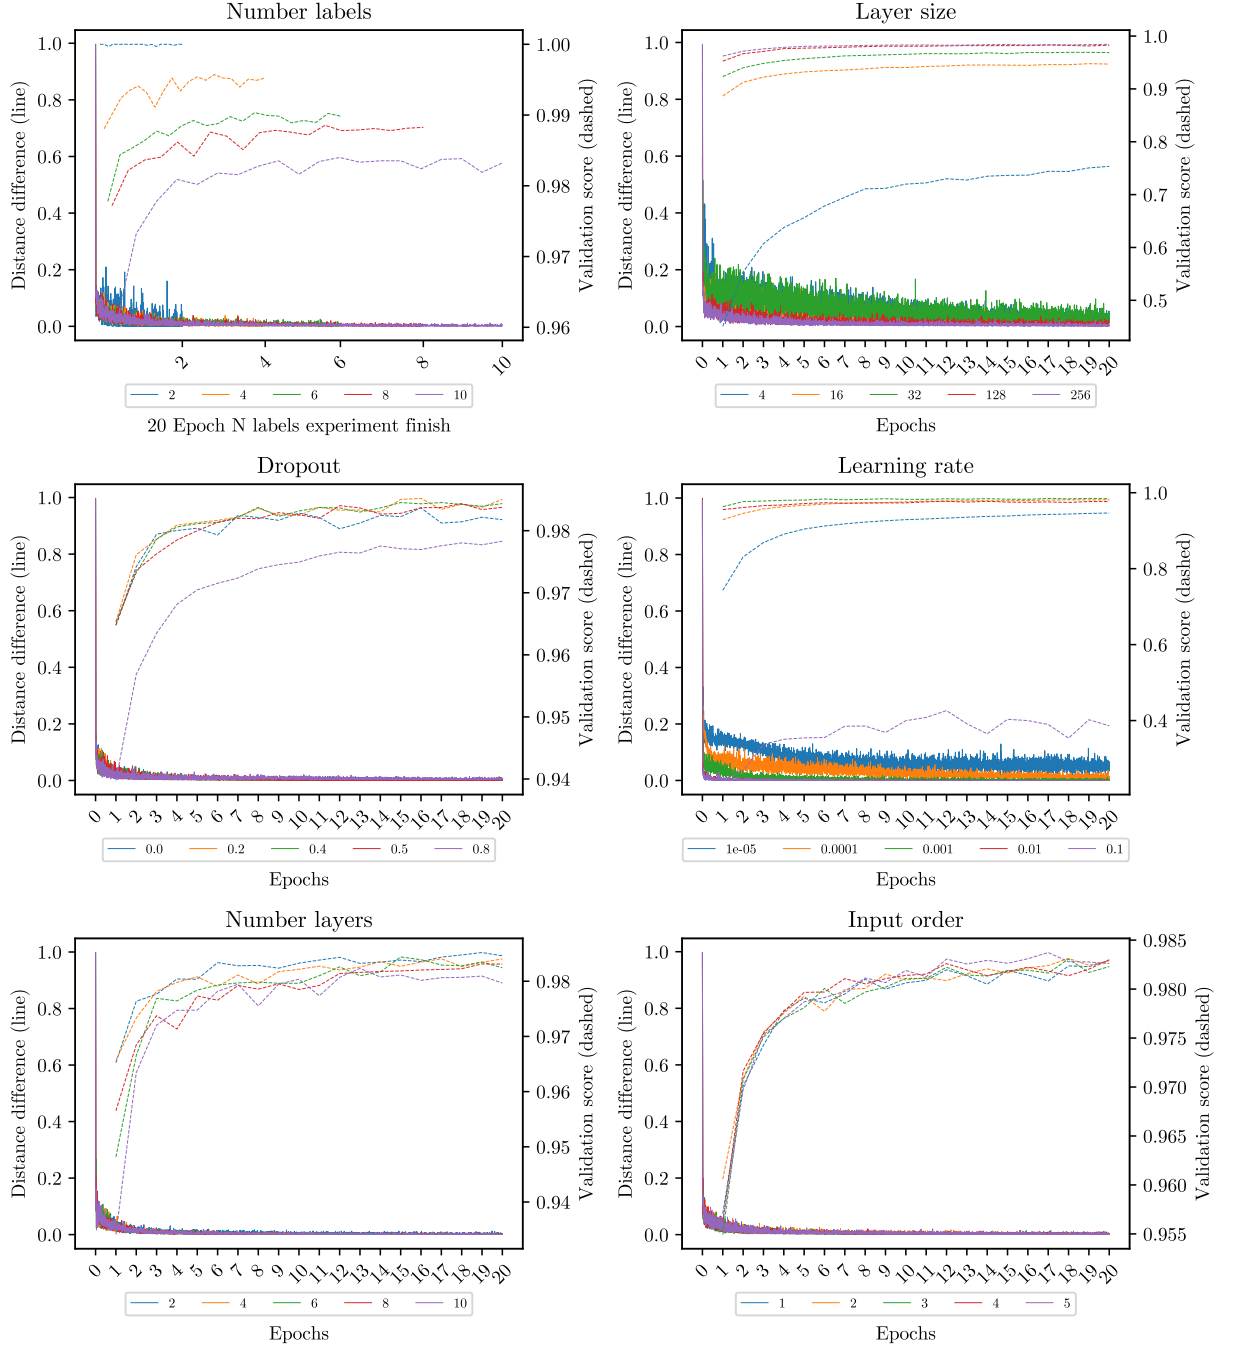 Number labels
Distance difference (line)
1.0
0.8
0.6
0.4
0.2
0.0
1.00
0.99
0.98
0.97
0.96
Validation score (dashed)
2 4 6 8 10
2 4 6 8 10
20 Epoch N labels experiment finish
Layer size
Distance difference (line)
1.0
0.8
0.6
0.4
0.2
0.0
1.0
0.9
0.8
0.7
0.6
0.5
Validation score (dashed)
0 1 2 3 4 5 6 7 8 9 10 11 12 13 14 15 16 17 18 19 20
4 16 32 128 256
Epochs
Dropout
Distance difference (line)
1.0
0.8
0.6
0.4
0.2
0.0
0.98
0.97
0.96
0.95
0.94
Validation score (dashed)
0 1 2 3 4 5 6 7 8 9 10 11 12 13 14 15 16 17 18 19 20
0.0 0.2 0.4 0.5 0.8
Epochs
Learning rate
Distance difference (line)
1.0
0.8
0.6
0.4
0.2
0.0
1.0
0.8
0.6
0.4
Validation score (dashed)
0 1 2 3 4 5 6 7 8 9 10 11 12 13 14 15 16 17 18 19 20
1e-05 0.0001 0.001 0.01 0.1
Epochs
Number layers
Distance difference (line)
1.0
0.8
0.6
0.4
0.2
0.0
0.98
0.97
0.96
0.95
0.94
Validation score (dashed)
0 1 2 3 4 5 6 7 8 9 10 11 12 13 14 15 16 17 18 19 20
2 4 6 8 10
Epochs
Input order
Distance difference (line)
1.0
0.8
0.6
0.4
0.2
0.0
0.985
0.980
0.975
0.970
0.965
0.960
0.955
Validation score (dashed)
0 1 2 3 4 5 6 7 8 9 10 11 12 13 14 15 16 17 18 19 20
1 2 3 4 5
Epochs